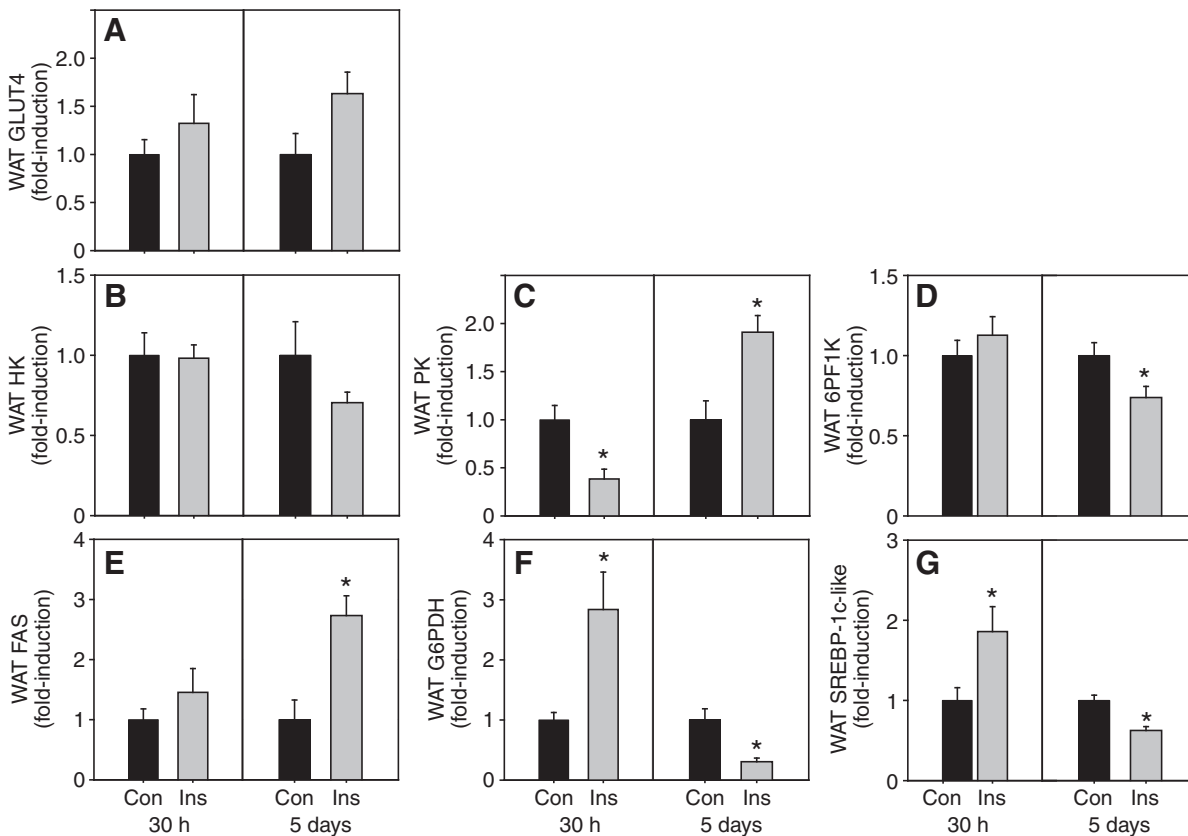 A
WAT GLUT4
(fold-induction)
2.0
1.5
1.0
0.5
0
B
WAT HK
(fold-induction)
1.5
1.0
0.5
0
C
WAT PK
(fold-induction)
2.0
1.5
1.0
0.5
0
*
*
D
WAT 6PF1K
(fold-induction)
1.5
1.0
0.5
0
*
E
WAT FAS
(fold-induction)
4
3
2
1
0
*
Con Ins Con Ins
30 h 5 days
F
WAT G6PDH
(fold-induction)
4
3
2
1
0
*
*
Con Ins Con Ins
30 h 5 days
G
WAT SREBP-1c-like
(fold-induction)
3
2
1
0
*
*
Con Ins Con Ins
30 h 5 days